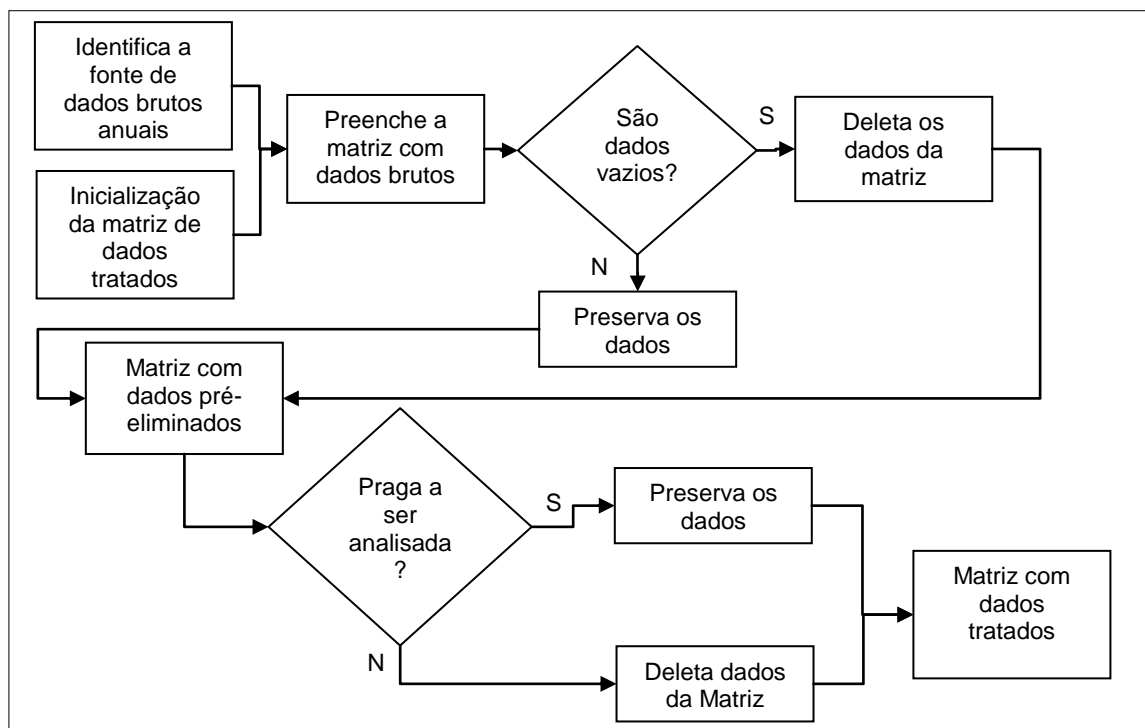 Identifica a
fonte de
dados brutos
anuais
Inicialização
da matriz de
dados
tratados
Preenche a
matriz com
dados brutos
São
dados
vazios?
S
Deleta os
dados da
matriz
N
Preserva os
dados
Matriz com
dados pré-
eliminados
Praga a
ser
analisada
?
S
Preserva os
dados
N
Deleta dados
da Matriz
Matriz com
dados
tratados